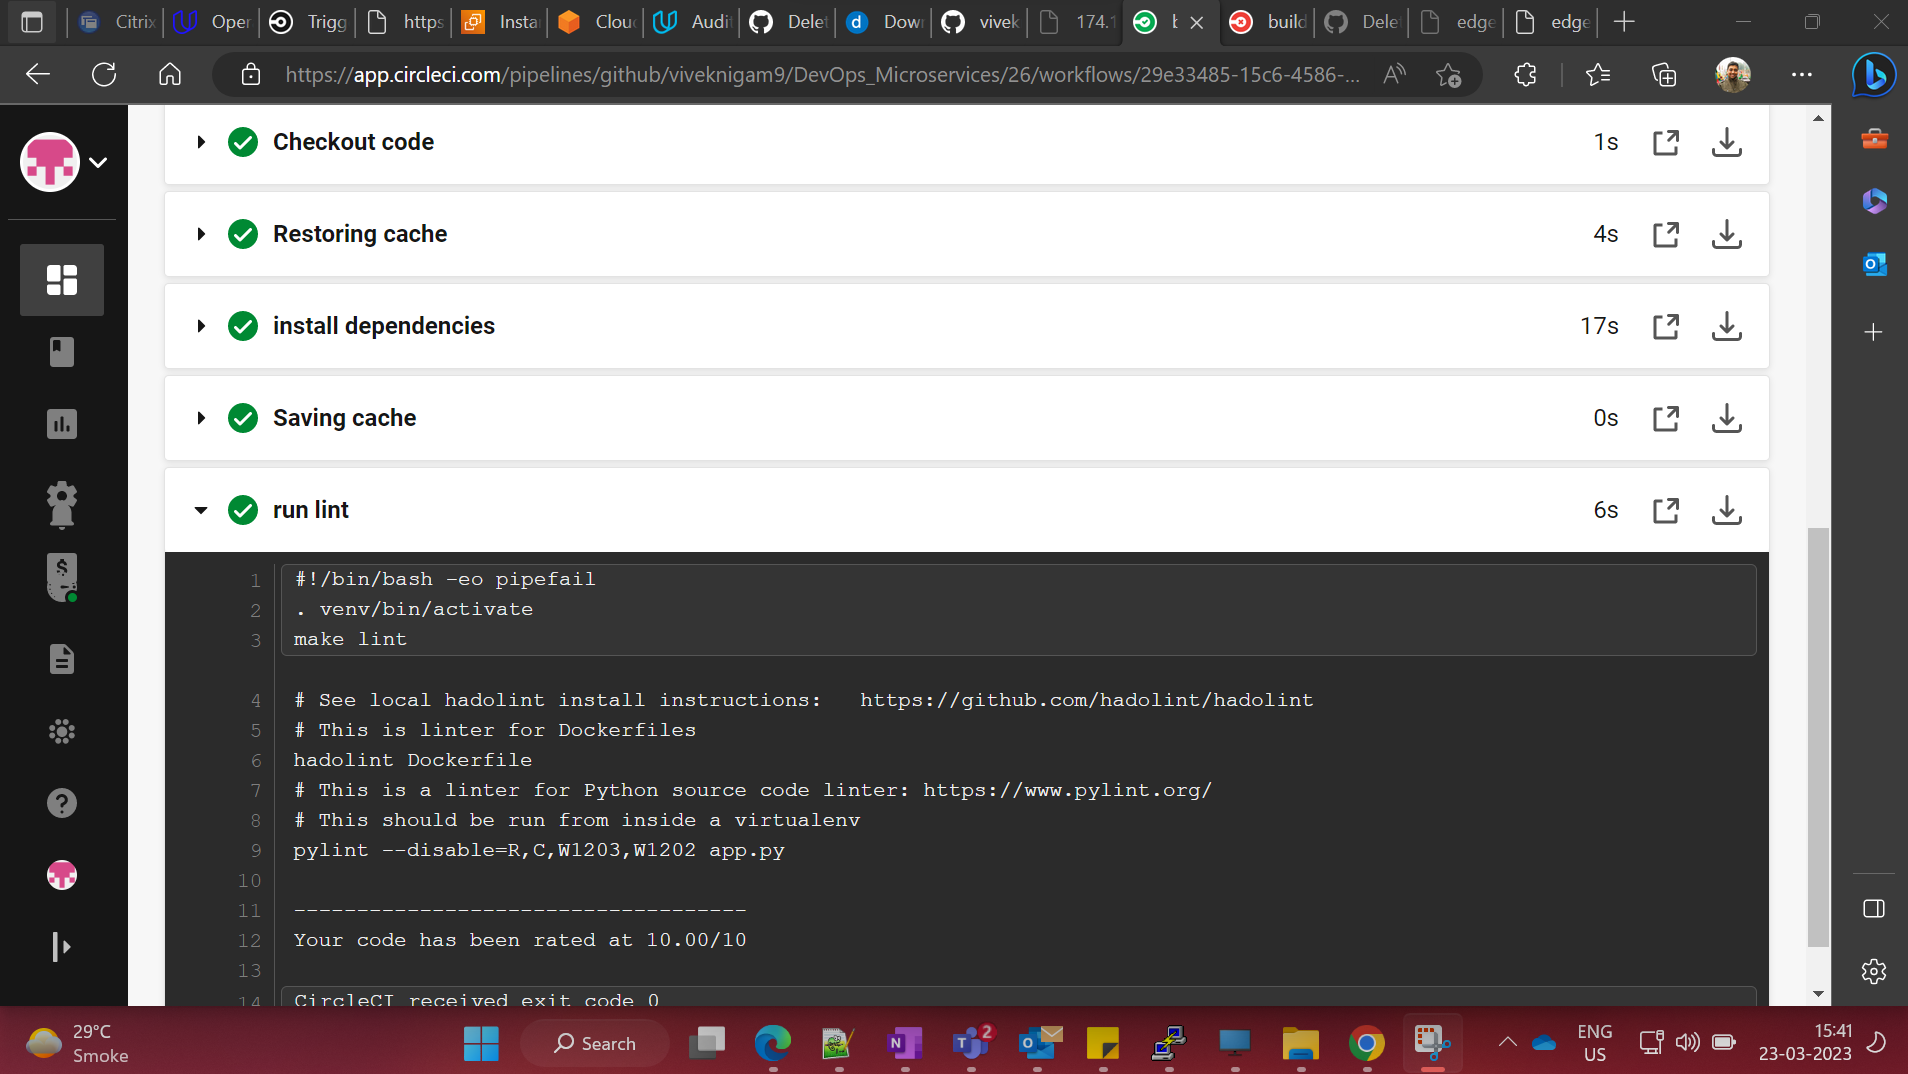 Citrix
Oper
Trigg
https
Insta
Clou
Audit
Delet
Dow
vivek
174.1
b
build
Delet
edge
edge
https://app.circleci.com/pipelines/github/viveknigam9/DevOps_Microservices/26/workflows/29e33485-15c6-4586-...
Checkout code 1s
Restoring cache 4s
install dependencies 17s
Saving cache 0s
run lint 6s
1 #!/bin/bash -eo pipefail
2 . venv/bin/activate
3 make lint
4 # See local hadolint install instructions:   https://github.com/hadolint/hadolint
5 # This is linter for Dockerfiles
6 hadolint Dockerfile
7 # This is a linter for Python source code linter: https://www.pylint.org/
8 # This should be run from inside a virtualenv
9 pylint --disable=R,C,W1203,W1202 app.py
10
11 ------------------------------------
12 Your code has been rated at 10.00/10
13
14 CircleCI received exit code 0
29°C
Smoke
Search
2
ENG
US
15:41
23-03-2023